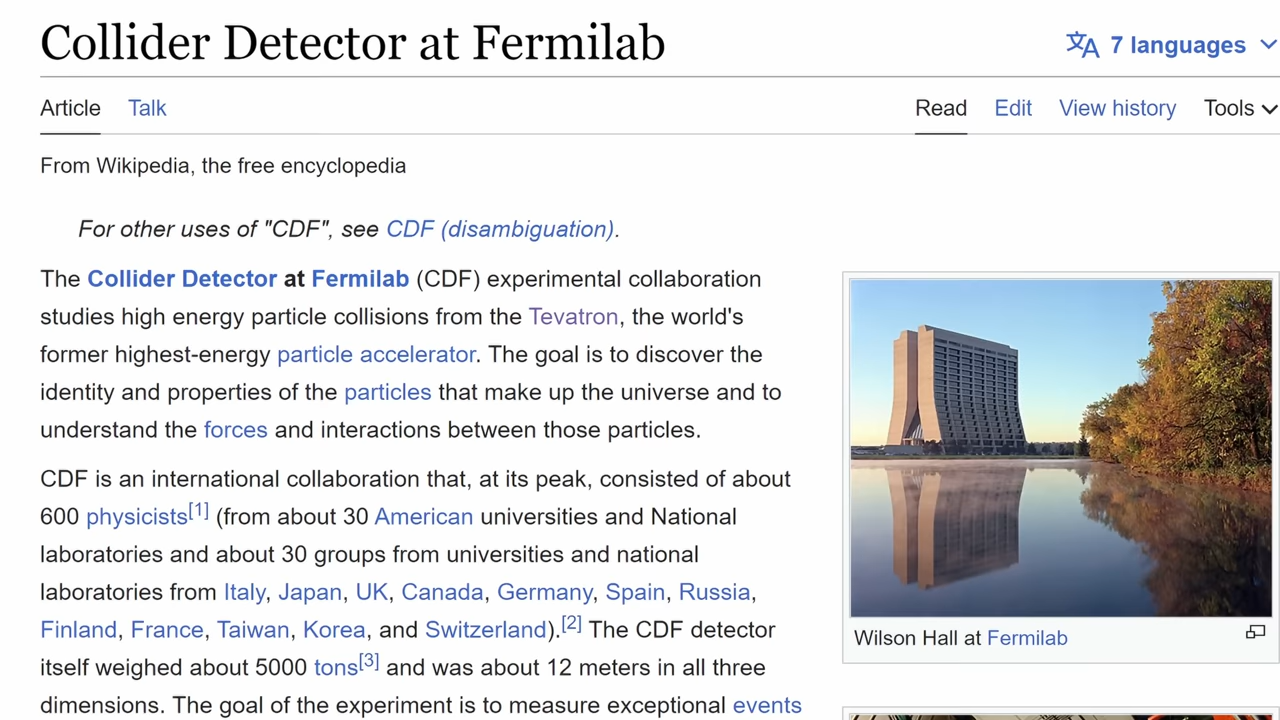 Collider Detector at Fermilab
7 languages
Article Talk
Read Edit View history Tools
From Wikipedia, the free encyclopedia
For other uses of "CDF", see CDF (disambiguation).
The Collider Detector at Fermilab (CDF) experimental collaboration
studies high energy particle collisions from the Tevatron, the world's
former highest-energy particle accelerator. The goal is to discover the
identity and properties of the particles that make up the universe and to
understand the forces and interactions between those particles.
CDF is an international collaboration that, at its peak, consisted of about
600 physicists[1] (from about 30 American universities and National
laboratories and about 30 groups from universities and national
laboratories from Italy, Japan, UK, Canada, Germany, Spain, Russia,
Finland, France, Taiwan, Korea, and Switzerland).[2] The CDF detector
itself weighed about 5000 tons[3] and was about 12 meters in all three
dimensions. The goal of the experiment is to measure exceptional events
Wilson Hall at Fermilab